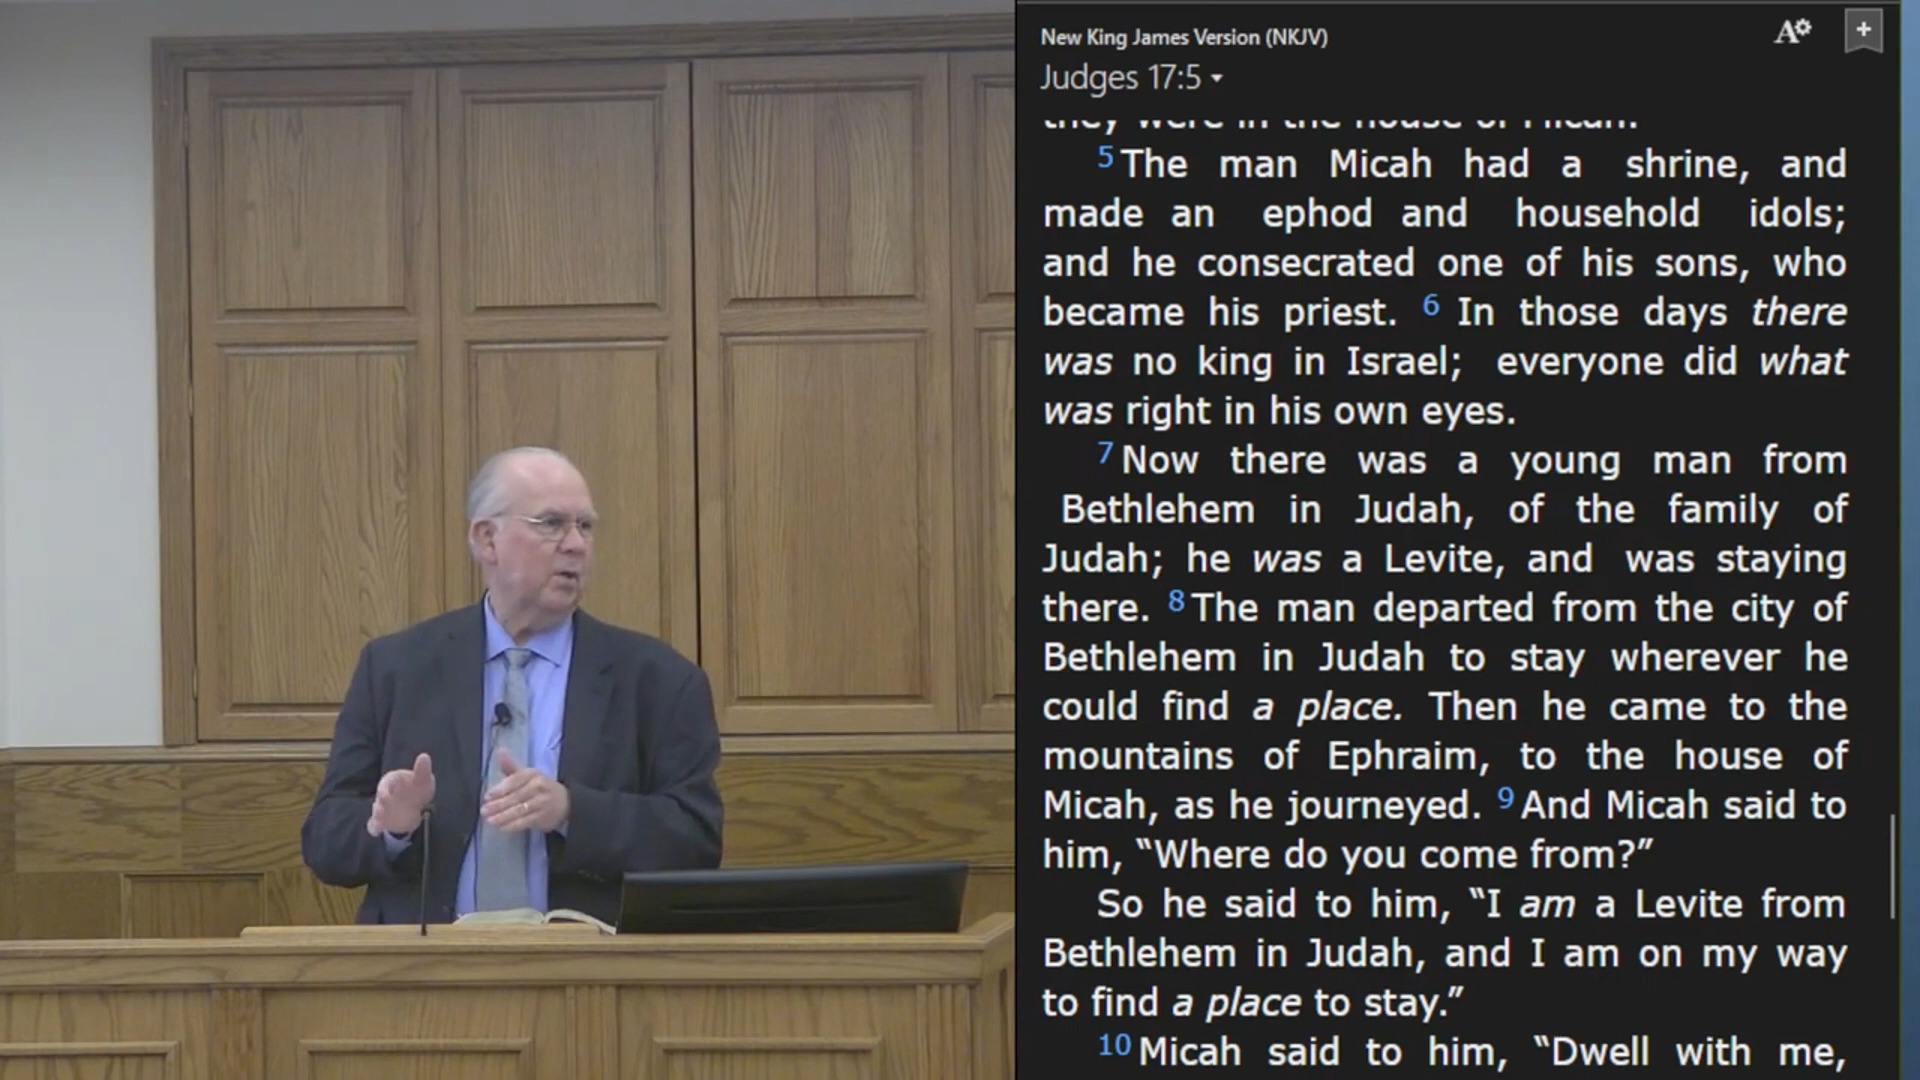 New King James Version (NKJV)
Judges 17:5
they were in the house of Micah.
5 The man Micah had a shrine, and
made an ephod and household idols;
and he consecrated one of his sons, who
became his priest. 6 In those days there
was no king in Israel; everyone did what
was right in his own eyes.
7 Now there was a young man from
Bethlehem in Judah, of the family of
Judah; he was a Levite, and was staying
there. 8 The man departed from the city of
Bethlehem in Judah to stay wherever he
could find a place. Then he came to the
mountains of Ephraim, to the house of
Micah, as he journeyed. 9 And Micah said to
him, “Where do you come from?”
So he said to him, “I am a Levite from
Bethlehem in Judah, and I am on my way
to find a place to stay.”
10 Micah said to him, “Dwell with me,